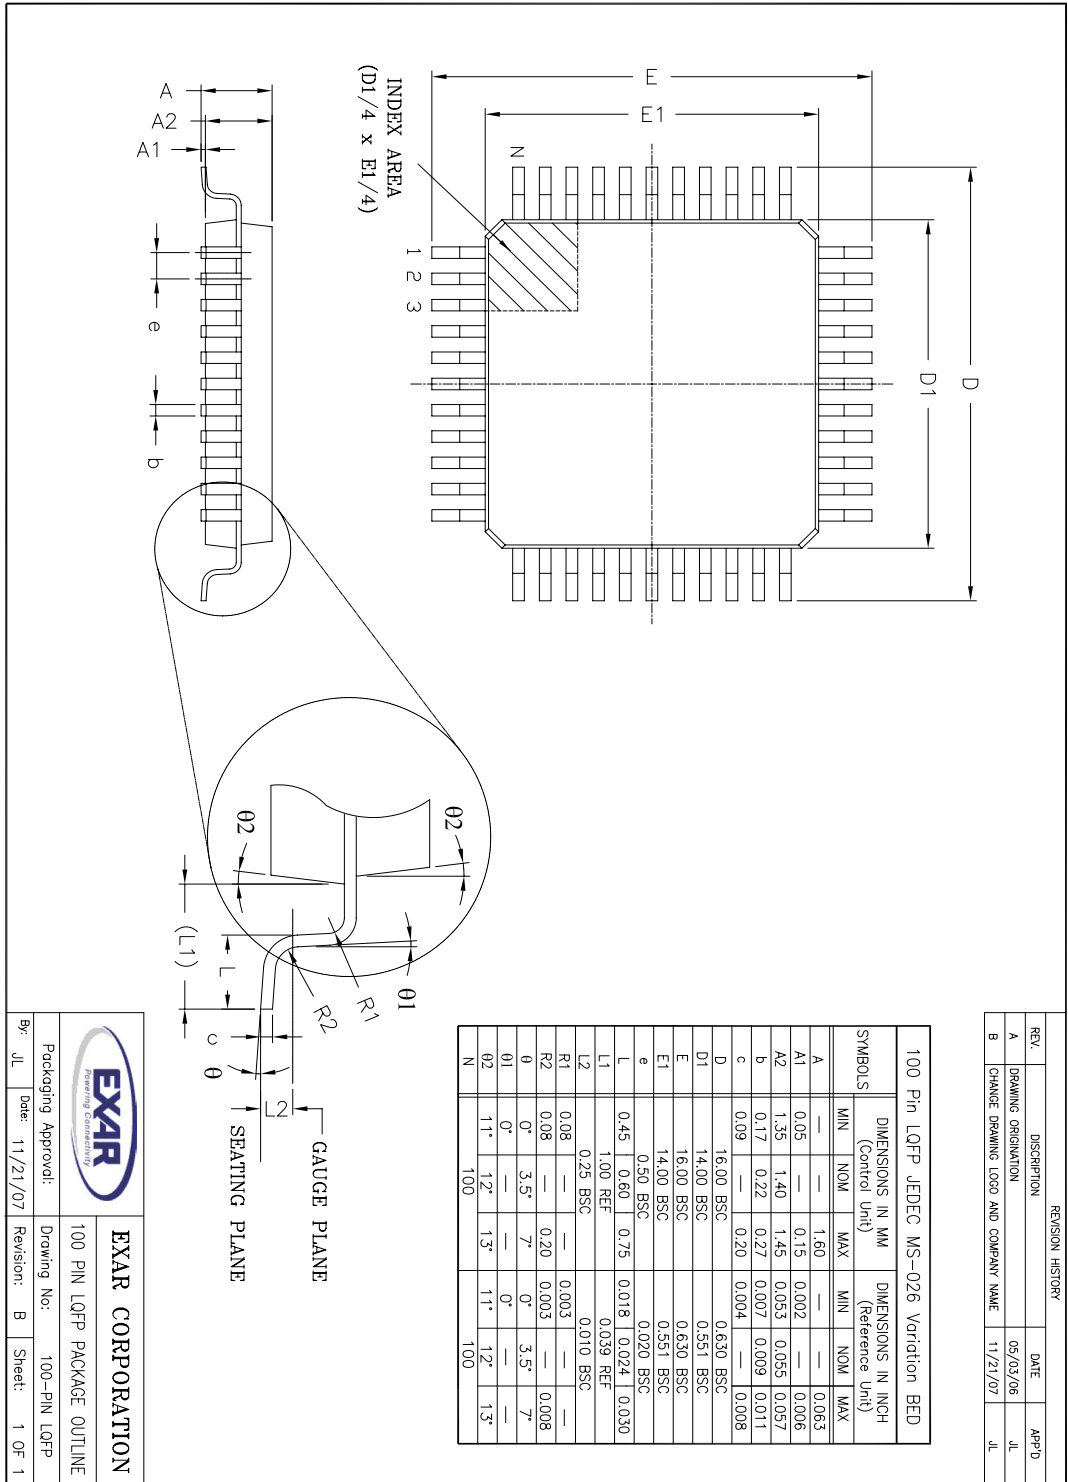 REVISION HISTORY
REV. DISCRIPTION DATE APP'D
A DRAWING ORIGINATION 05/03/06 JL
B CHANGE DRAWING LOGO AND COMPANY NAME 11/21/07 JL
D
D1
E
E1
N
1 2 3
INDEX AREA
(D1/4 x E1/4)
A
A2
A1
e
b
θ2
θ2
θ1
R1
R2
L
(L1)
c
θ
L2
GAUGE PLANE
SEATING PLANE
100 Pin LQFP JEDEC MS-026 Variation BED
SYMBOLS DIMENSIONS IN MM (Control Unit) DIMENSIONS IN INCH (Reference Unit)
MIN NOM MAX MIN NOM MAX
A — — 1.60 — — 0.063
A1 0.05 — 0.15 0.002 — 0.006
A2 1.35 1.40 1.45 0.053 0.055 0.057
b 0.17 0.22 0.27 0.007 0.009 0.011
c 0.09 — 0.20 0.004 — 0.008
D 16.00 BSC 0.630 BSC
D1 14.00 BSC 0.551 BSC
E 16.00 BSC 0.630 BSC
E1 14.00 BSC 0.551 BSC
e 0.50 BSC 0.020 BSC
L 0.45 0.60 0.75 0.018 0.024 0.030
L1 1.00 REF 0.039 REF
L2 0.25 BSC 0.010 BSC
R1 0.08 — — 0.003 — —
R2 0.08 — 0.20 0.003 — 0.008
θ 0° 3.5° 7° 0° 3.5° 7°
θ1 0° — — 0° — —
θ2 11° 12° 13° 11° 12° 13°
N 100 100
EXAR
Powering Connectivity
EXAR CORPORATION
100 PIN LQFP PACKAGE OUTLINE
Packaging Approval: Drawing No: 100-PIN LQFP
By: JL Date: 11/21/07 Revision: B Sheet: 1 OF 1